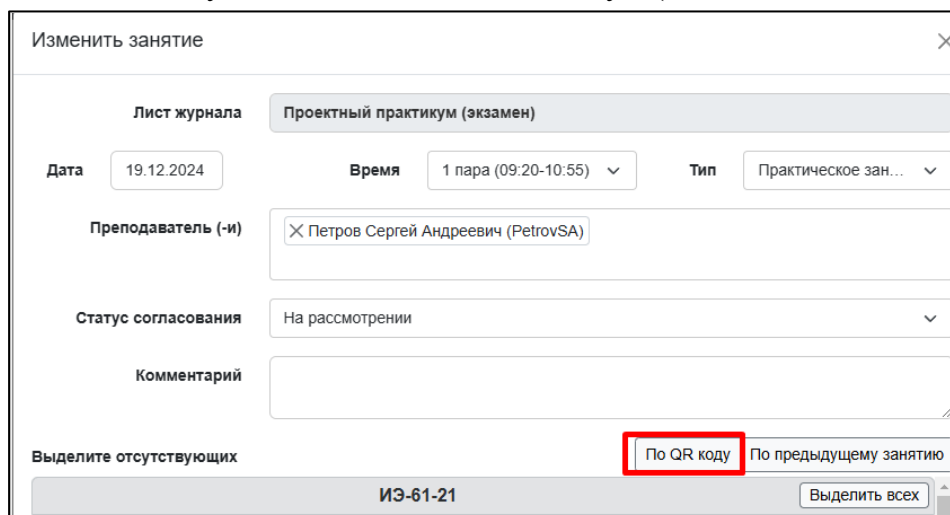 Изменить занятие
Лист журнала Проектный практикум (экзамен)
Дата 19.12.2024 Время 1 пара (09:20-10:55) Тип Практическое зан...
Преподаватель (-и) Петров Сергей Андреевич (PetrovSA)
Статус согласования На рассмотрении
Комментарий
Выделите отсутствующих По QR коду По предыдущему занятию
ИЭ-61-21 Выделить всех